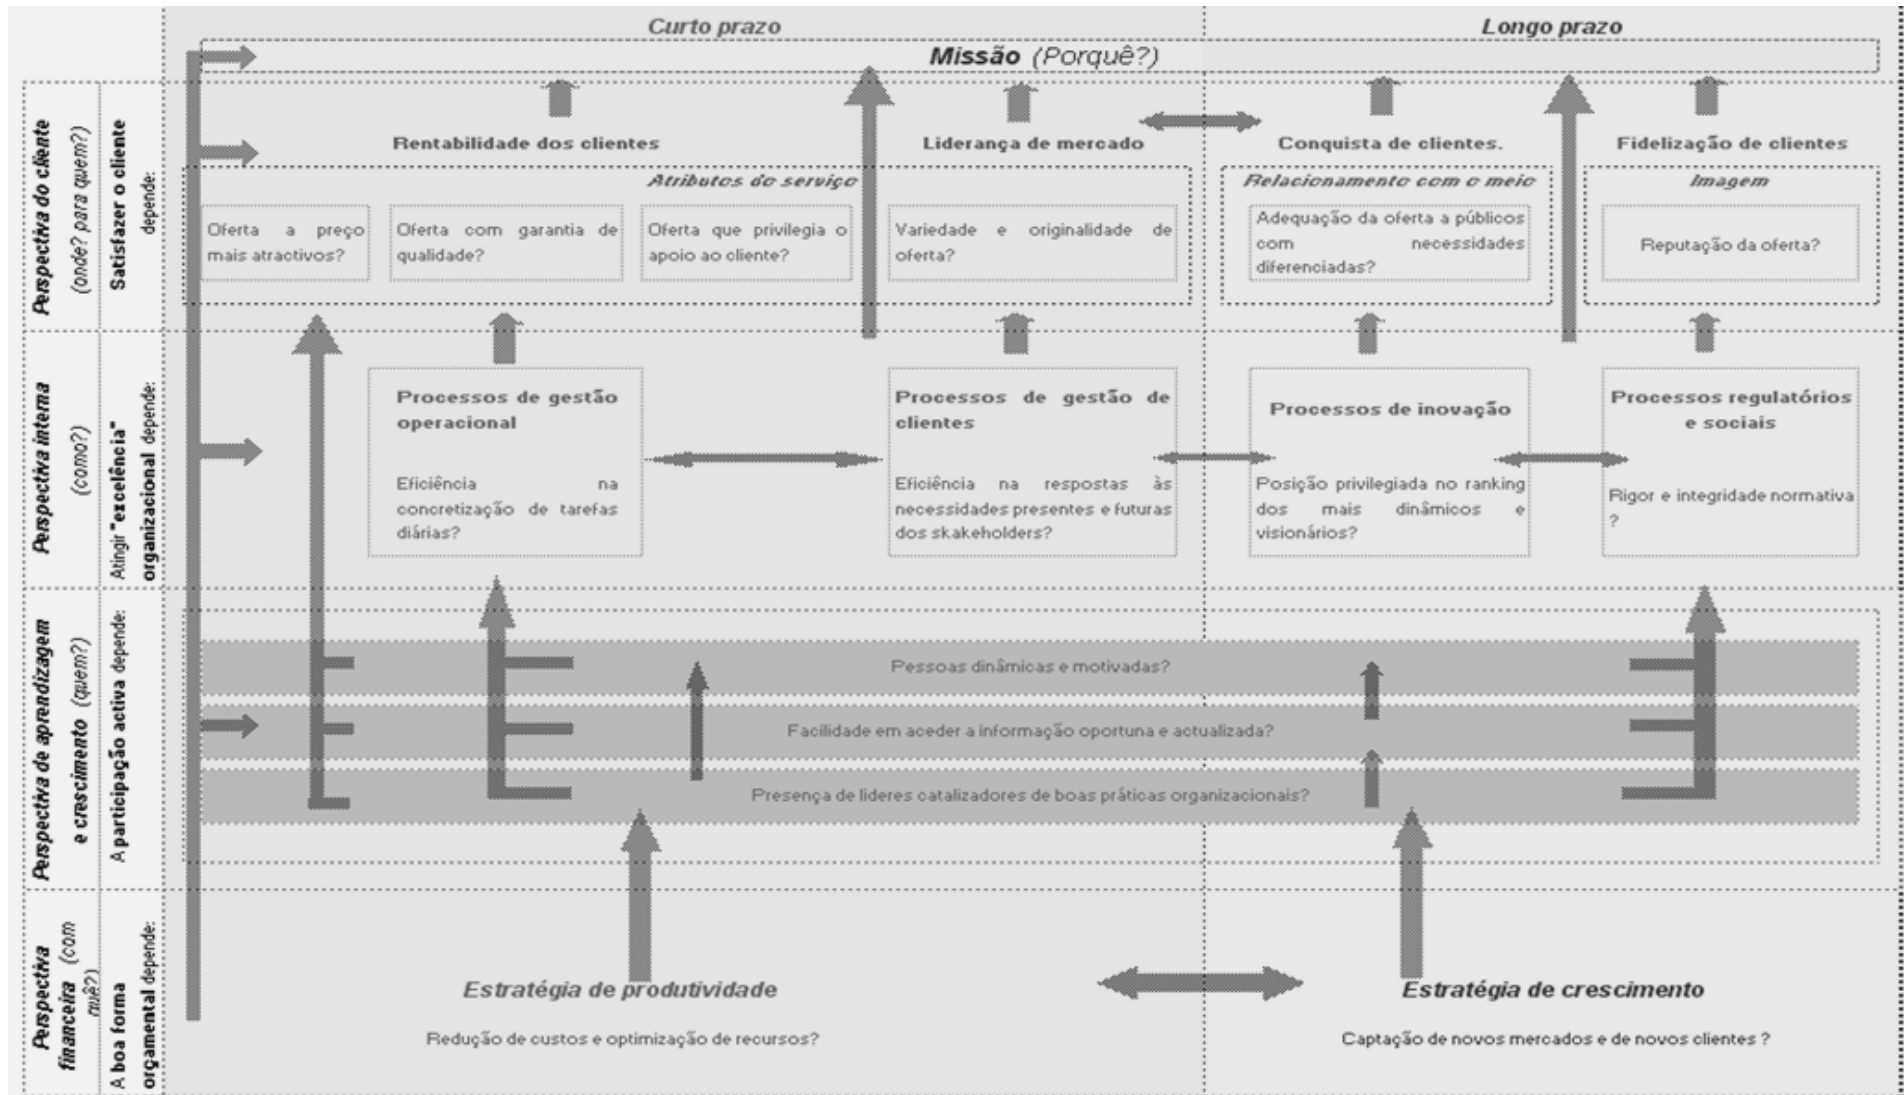 Curto prazo
Longo prazo
Missão (Porquê?)
Perspectiva do cliente
(onde? para quem?)
Satisfazer o cliente
depende:
Rentabilidade dos clientes
Liderança de mercado
Conquista de clientes.
Fidelização de clientes
Atributos do serviço
Relacionamento com o meio
Imagem
Oferta a preço
mais atractivos?
Oferta com garantia de
qualidade?
Oferta que privilegia o
apoio ao cliente?
Variedade e originalidade de
oferta?
Adequação da oferta a públicos
com necessidades
diferenciadas?
Reputação da oferta?
Perspectiva interna
(como?)
Atingir "excelência"
organizacional depende:
Processos de gestão
operacional
Eficiência na
concretização de tarefas
diárias?
Processos de gestão de
clientes
Eficiência na respostas às
necessidades presentes e futuras
dos skakeholders?
Processos de inovação
Posição privilegiada no ranking
dos mais dinâmicos e
visionários?
Processos regulatórios
e sociais
Rigor e integridade normativa
?
Perspectiva de aprendizagem
e crescimento (quem?)
A participação activa depende:
Pessoas dinâmicas e motivadas?
Facilidade em aceder a informação oportuna e actualizada?
Presença de lideres catalizadores de boas práticas organizacionais?
Perspectiva
financeira (com
quê?)
A boa forma
orçamental depende:
Estratégia de produtividade
Redução de custos e optimização de recursos?
Estratégia de crescimento
Captação de novos mercados e de novos clientes ?